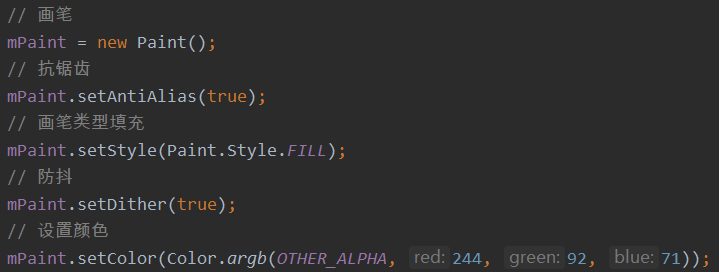 // 画笔
mPaint = new Paint();
// 抗锯齿
mPaint.setAntiAlias(true);
// 画笔类型填充
mPaint.setStyle(Paint.Style.FILL);
// 防抖
mPaint.setDither(true);
// 设置颜色
mPaint.setColor(Color.argb(OTHER_ALPHA, red: 244, green: 92, blue: 71));